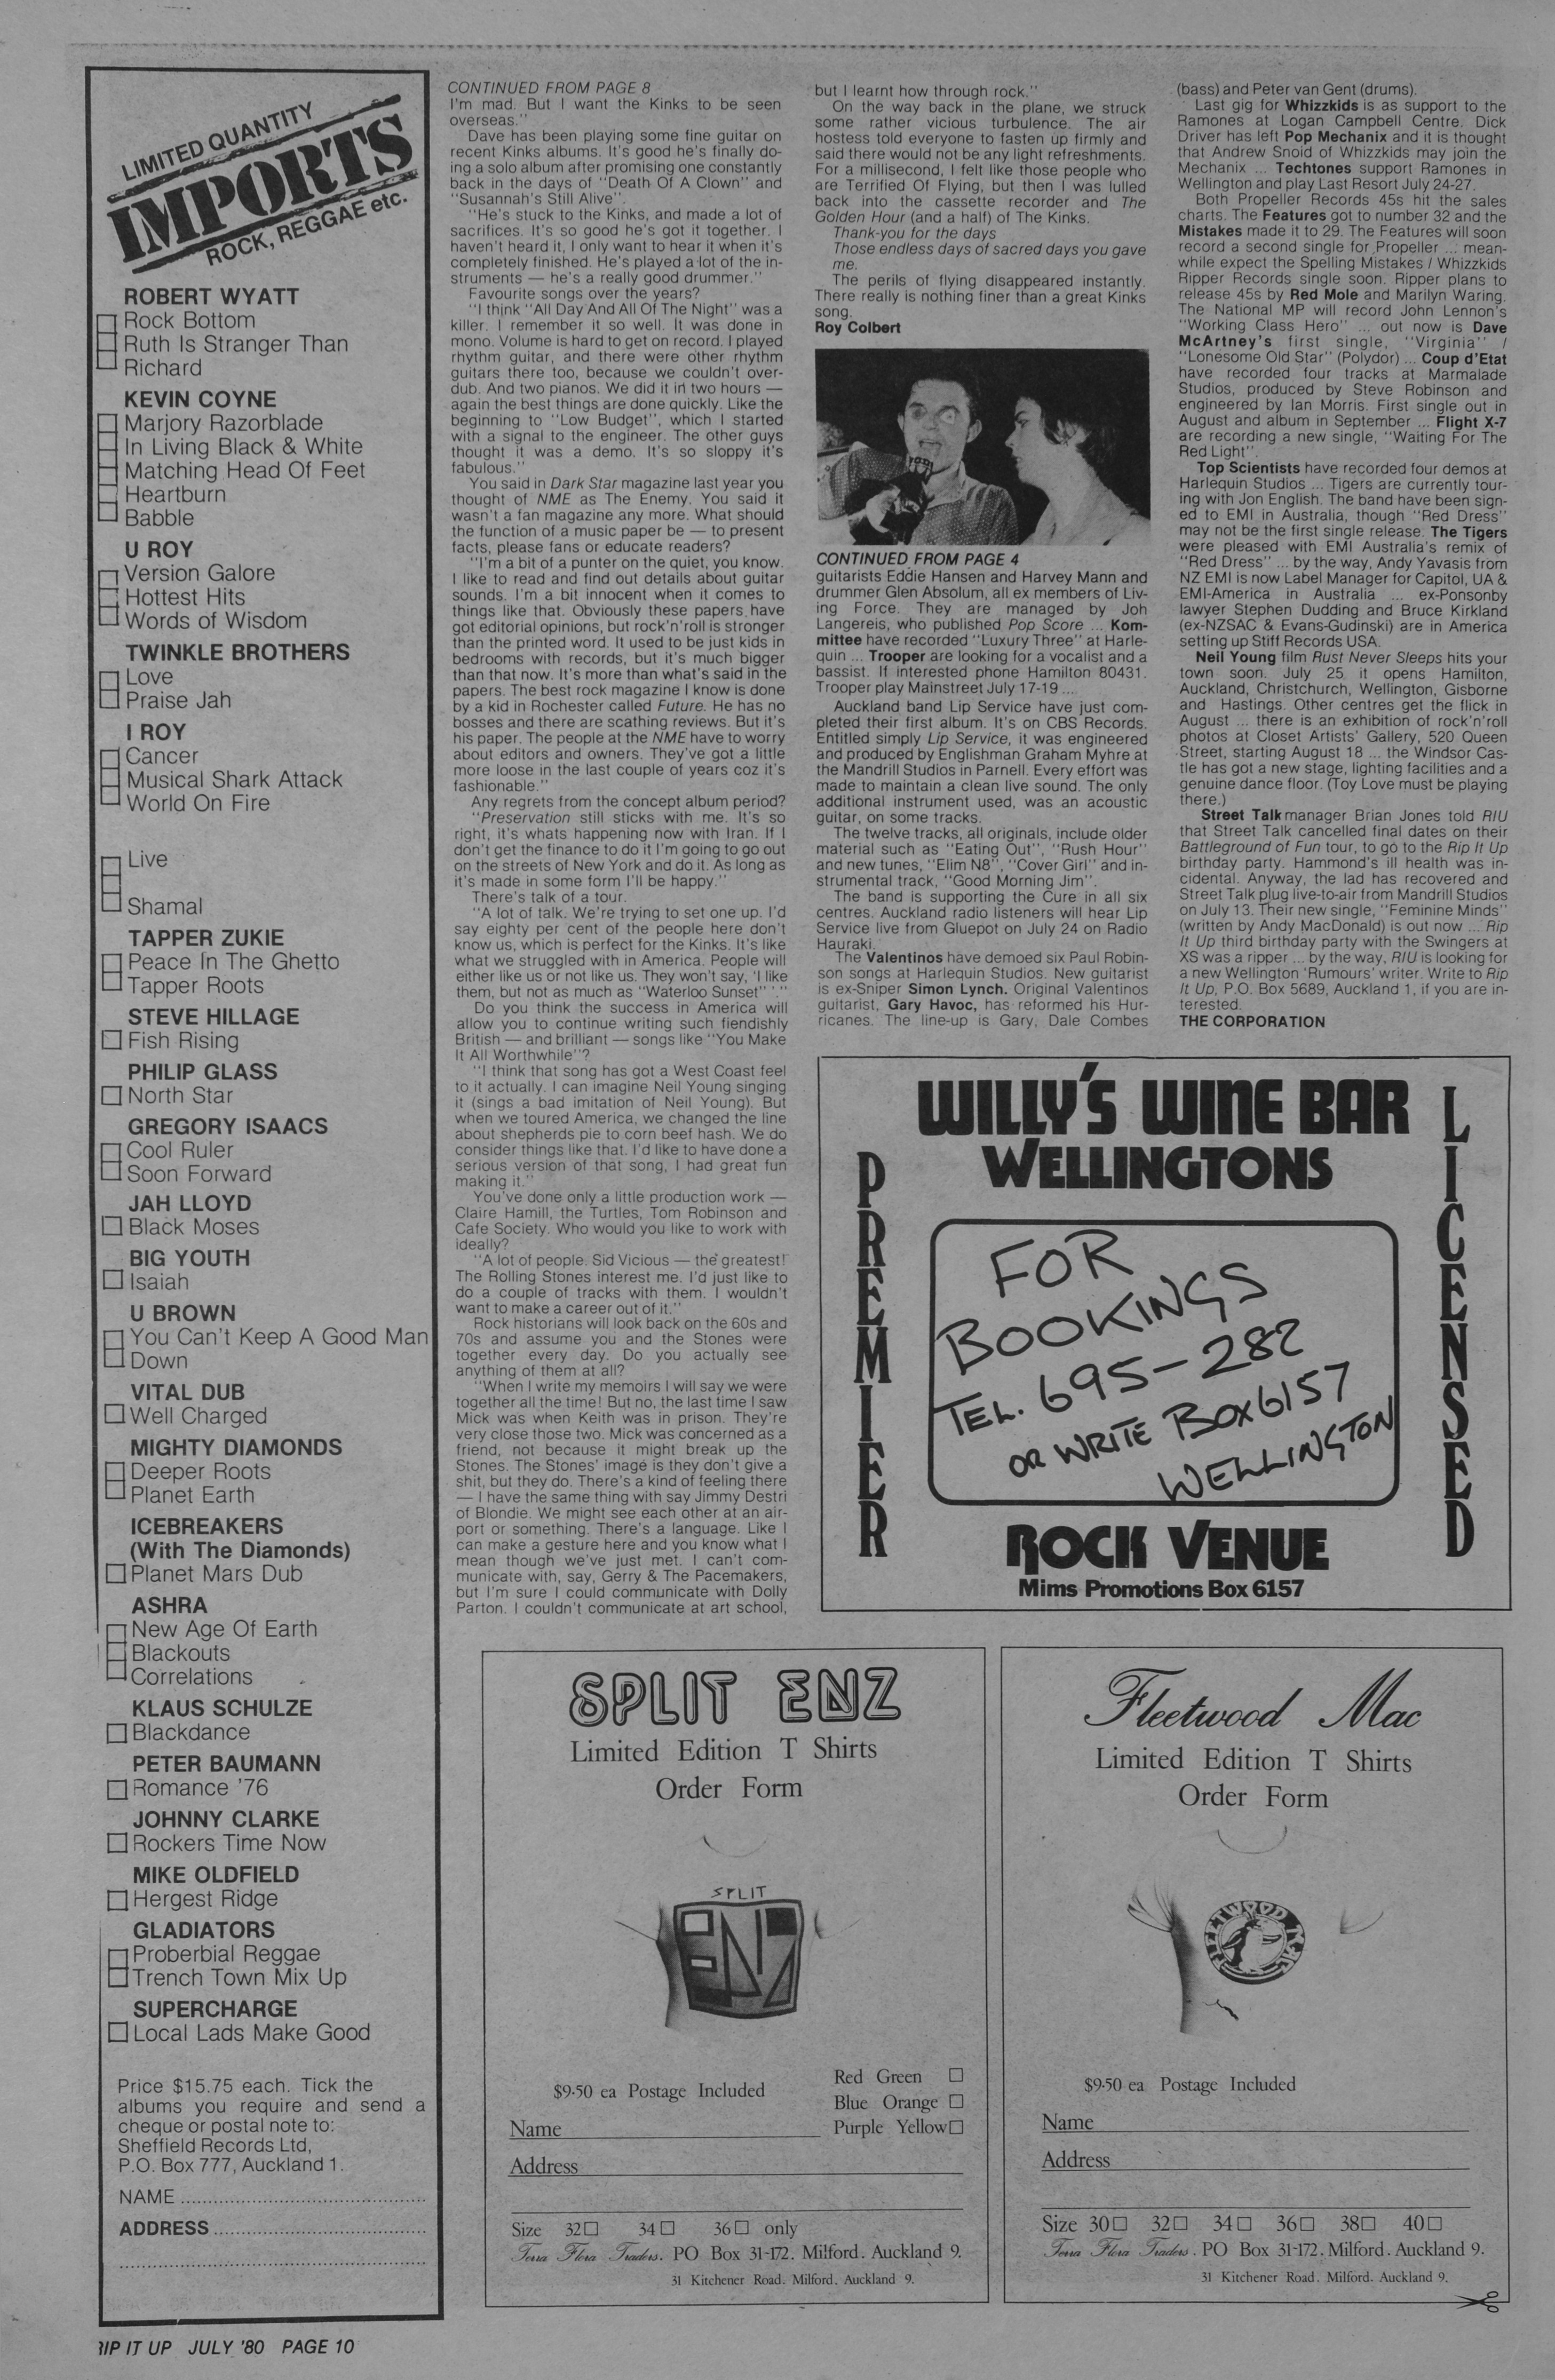 LIMITED QUANTITY
IMPORTS
ROCK, REGGAE etc.
ROBERT WYATT
Rock Bottom
Ruth Is Stranger Than
Richard
KEVIN COYNE
Marjory Razorblade
In Living Black & White
Matching Head Of Feet
Heartburn
Babble
U ROY
Version Galore
Hottest Hits
Words of Wisdom
TWINKLE BROTHERS
Love
Praise Jah
I ROY
Cancer
Musical Shark Attack
World On Fire
Live
Shamal
TAPPER ZUKIE
Peace In The Ghetto
Tapper Roots
STEVE HILLAGE
Fish Rising
PHILIP GLASS
North Star
GREGORY ISAACS
Cool Ruler
Soon Forward
JAH LLOYD
Black Moses
BIG YOUTH
Isaiah
U BROWN
You Can't Keep A Good Man
Down
VITAL DUB
Well Charged
MIGHTY DIAMONDS
Deeper Roots
Planet Earth
ICEBREAKERS
(With The Diamonds)
Planet Mars Dub
ASHRA
New Age Of Earth
Blackouts
Correlations
KLAUS SCHULZE
Blackdance
PETER BAUMANN
Romance '76
JOHNNY CLARKE
Rockers Time Now
MIKE OLDFIELD
Hergest Ridge
GLADIATORS
Proberbial Reggae
Trench Town Mix Up
SUPERCHARGE
Local Lads Make Good
Price $15.75 each. Tick the
albums you require and send a
cheque or postal note to:
Sheffield Records Ltd,
P.O. Box 777, Auckland 1.
NAME
ADDRESS
CONTINUED FROM PAGE 8
I'm mad. But I want the Kinks to be seen
overseas."
Dave has been playing some fine guitar on
recent Kinks albums. It's good he's finally do-
ing a solo album after promising one constantly
back in the days of "Death Of A Clown" and
"Susannah's Still Alive".
"He's stuck to the Kinks, and made a lot of
sacrifices. It's so good he's got it together. I
haven't heard it, I only want to hear it when it's
completely finished. He's played a lot of the in-
struments — he's a really good drummer."
Favourite songs over the years?
"I think "All Day And All Of The Night" was a
killer. I remember it so well. It was done in
mono. Volume is hard to get on record. I played
rhythm guitar, and there were other rhythm
guitars there too, because we couldn't over-
dub. And two pianos. We did it in two hours —
again the best things are done quickly. Like the
beginning to "Low Budget", which I started
with a signal to the engineer. The other guys
thought it was a demo. It's so sloppy it's
fabulous."
You said in Dark Star magazine last year you
thought of NME as The Enemy. You said it
wasn't a fan magazine any more. What should
the function of a music paper be — to present
facts, please fans or educate readers?
"I'm a bit of a punter on the quiet, you know.
I like to read and find out details about guitar
sounds. I'm a bit innocent when it comes to
things like that. Obviously these papers have
got editorial opinions, but rock'n'roll is stronger
than the printed word. It used to be just kids in
bedrooms with records, but it's much bigger
than that now. It's more than what's said in the
papers. The best rock magazine I know is done
by a kid in Rochester called Future. He has no
bosses and there are scathing reviews. But it's
his paper. The people at the NME have to worry
about editors and owners. They've got a little
more loose in the last couple of years coz it's
fashionable."
Any regrets from the concept album period?
"Preservation still sticks with me. It's so
right, it's whats happening now with Iran. If I
don't get the finance to do it I'm going to go out
on the streets of New York and do it. As long as
it's made in some form I'll be happy."
There's talk of a tour.
"A lot of talk. We're trying to set one up. I'd
say eighty per cent of the people here don't
know us, which is perfect for the Kinks. It's like
what we struggled with in America. People will
either like us or not like us. They won't say, 'I like
them, but not as much as "Waterloo Sunset" '."
Do you think the success in America will
allow you to continue writing such fiendishly
British — and brilliant — songs like "You Make
It All Worthwhile"?
"I think that song has got a West Coast feel
to it actually. I can imagine Neil Young singing
it (sings a bad imitation of Neil Young). But
when we toured America, we changed the line
about shepherds pie to corn beef hash. We do
consider things like that. I'd like to have done a
serious version of that song, I had great fun
making it."
You've done only a little production work —
Claire Hamill, the Turtles, Tom Robinson and
Cafe Society. Who would you like to work with
ideally?
"A lot of people. Sid Vicious — the greatest!
The Rolling Stones interest me. I'd just like to
do a couple of tracks with them. I wouldn't
want to make a career out of it."
Rock historians will look back on the 60s and
70s and assume you and the Stones were
together every day. Do you actually see
anything of them at all?
"When I write my memoirs I will say we were
together all the time! But no, the last time I saw
Mick was when Keith was in prison. They're
very close those two. Mick was concerned as a
friend, not because it might break up the
Stones. The Stones' image is they don't give a
shit, but they do. There's a kind of feeling there
— I have the same thing with say Jimmy Destri
of Blondie. We might see each other at an air-
port or something. There's a language. Like I
can make a gesture here and you know what I
mean though we've just met. I can't com-
municate with, say, Gerry & The Pacemakers,
but I'm sure I could communicate with Dolly
Parton. I couldn't communicate at art school,
but I learnt how through rock."
On the way back in the plane, we struck
some rather vicious turbulence. The air
hostess told everyone to fasten up firmly and
said there would not be any light refreshments.
For a millisecond, I felt like those people who
are Terrified Of Flying, but then I was lulled
back into the cassette recorder and The
Golden Hour (and a half) of The Kinks.
Thank-you for the days
Those endless days of sacred days you gave
me.
The perils of flying disappeared instantly.
There really is nothing finer than a great Kinks
song.
Roy Colbert
CONTINUED FROM PAGE 4
guitarists Eddie Hansen and Harvey Mann and
drummer Glen Absolum, all ex members of Liv-
ing Force. They are managed by Joh
Langereis, who published Pop Score ... Kom-
mittee have recorded "Luxury Three" at Harle-
quin ... Trooper are looking for a vocalist and a
bassist. If interested phone Hamilton 80431.
Trooper play Mainstreet July 17-19 ...
Auckland band Lip Service have just com-
pleted their first album. It's on CBS Records.
Entitled simply Lip Service, it was engineered
and produced by Englishman Graham Myhre at
the Mandrill Studios in Parnell. Every effort was
made to maintain a clean live sound. The only
additional instrument used, was an acoustic
guitar, on some tracks.
The twelve tracks, all originals, include older
material such as "Eating Out", "Rush Hour"
and new tunes, "Elim N8", "Cover Girl" and in-
strumental track, "Good Morning Jim".
The band is supporting the Cure in all six
centres. Auckland radio listeners will hear Lip
Service live from Gluepot on July 24 on Radio
Hauraki.
The Valentinos have demoed six Paul Robin-
son songs at Harlequin Studios. New guitarist
is ex-Sniper Simon Lynch. Original Valentinos
guitarist, Gary Havoc, has reformed his Hur-
ricanes. The line-up is Gary, Dale Combes
(bass) and Peter van Gent (drums).
Last gig for Whizzkids is as support to the
Ramones at Logan Campbell Centre. Dick
Driver has left Pop Mechanix and it is thought
that Andrew Snoid of Whizzkids may join the
Mechanix ... Techtones support Ramones in
Wellington and play Last Resort July 24-27.
Both Propeller Records 45s hit the sales
charts. The Features got to number 32 and the
Mistakes made it to 29. The Features will soon
record a second single for Propeller ... mean-
while expect the Spelling Mistakes / Whizzkids
Ripper Records single soon. Ripper plans to
release 45s by Red Mole and Marilyn Waring.
The National MP will record John Lennon's
"Working Class Hero" ... out now is Dave
McArtney's first single, "Virginia" /
"Lonesome Old Star" (Polydor) ... Coup d'Etat
have recorded four tracks at Marmalade
Studios, produced by Steve Robinson and
engineered by Ian Morris. First single out in
August and album in September ... Flight X-7
are recording a new single, "Waiting For The
Red Light".
Top Scientists have recorded four demos at
Harlequin Studios ... Tigers are currently tour-
ing with Jon English. The band have been sign-
ed to EMI in Australia, though "Red Dress"
may not be the first single release. The Tigers
were pleased with EMI Australia's remix of
"Red Dress" ... by the way, Andy Yavasis from
NZ EMI is now Label Manager for Capitol, UA &
EMI-America in Australia ... ex-Ponsonby
lawyer Stephen Dudding and Bruce Kirkland
(ex-NZSAC & Evans-Gudinski) are in America
setting up Stiff Records USA.
Neil Young film Rust Never Sleeps hits your
town soon. July 25 it opens Hamilton,
Auckland, Christchurch, Wellington, Gisborne
and Hastings. Other centres get the flick in
August ... there is an exhibition of rock'n'roll
photos at Closet Artists' Gallery, 520 Queen
Street, starting August 18 ... the Windsor Cas-
tle has got a new stage, lighting facilities and a
genuine dance floor. (Toy Love must be playing
there.)
Street Talk manager Brian Jones told RIU
that Street Talk cancelled final dates on their
Battleground of Fun tour, to go to the Rip It Up
birthday party. Hammond's ill health was in-
cidental. Anyway, the lad has recovered and
Street Talk plug live-to-air from Mandrill Studios
on July 13. Their new single, "Feminine Minds"
(written by Andy MacDonald) is out now ... Rip
It Up third birthday party with the Swingers at
XS was a ripper ... by the way, RIU is looking for
a new Wellington 'Rumours' writer. Write to Rip
It Up, P.O. Box 5689, Auckland 1, if you are in-
terested.
THE CORPORATION
WILLY'S WINE BAR
WELLINGTONS
PREMIER
LICENSED
FOR
BOOKINGS
TEL. 695-282
OR WRITE BOX 6157
WELLINGTON
ROCK VENUE
Mims Promotions Box 6157
SPLIT ENZ
Limited Edition T Shirts
Order Form
SPLIT
ENZ
$9.50 ea Postage Included
Red Green
Blue Orange
Purple Yellow
Name
Address
Size 32 34 36 only
Terra Flora Traders. PO Box 31-172. Milford. Auckland 9.
31 Kitchener Road. Milford. Auckland 9.
Fleetwood Mac
Limited Edition T Shirts
Order Form
FLEETWOOD MAC
$9.50 ea Postage Included
Name
Address
Size 30 32 34 36 38 40
Terra Flora Traders. PO Box 31-172. Milford. Auckland 9.
31 Kitchener Road. Milford. Auckland 9.
RIP IT UP JULY '80 PAGE 10